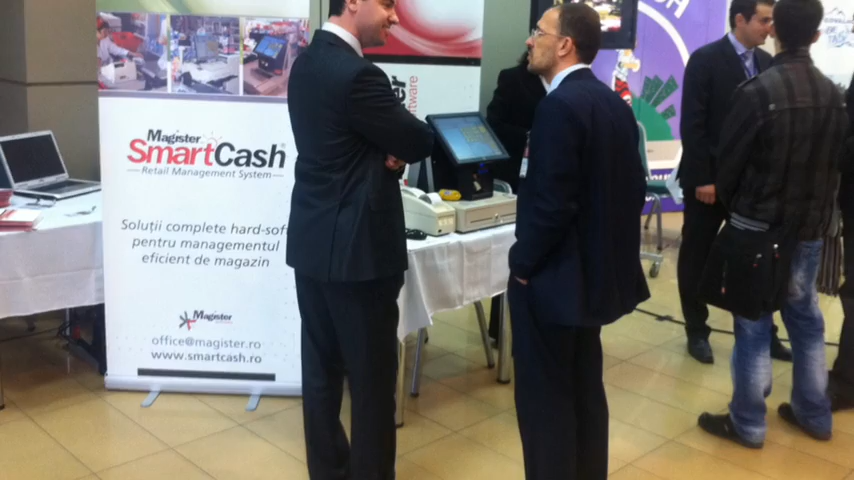 Magister
SmartCash®
Retail Management System
Soluții complete hard-soft
pentru managementul
eficient de magazin
Magister
office@magister.ro
www.smartcash.ro
ftware